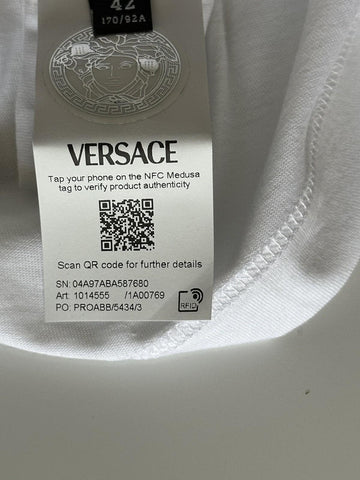 42
170/92A
VERSACE
Tap your phone on the NFC Medusa
tag to verify product authenticity
Scan QR code for further details
SN: 04A97ABA587680
Art: 1014555 /1A00769
PO: PROABB/5434/3
RFID